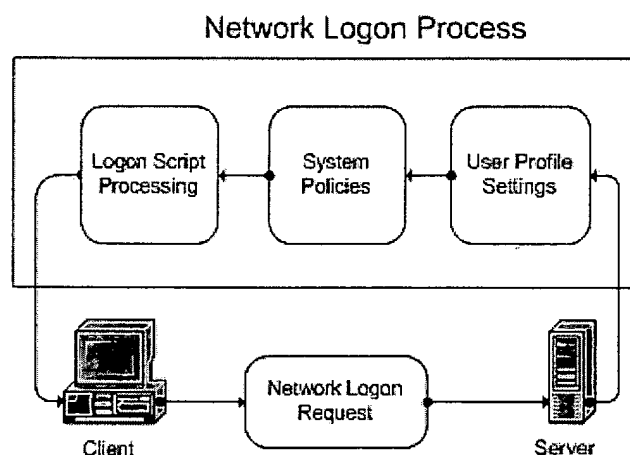 Network Logon Process
Logon Script
Processing
System
Policies
User Profile
Settings
Network Logon
Request
Client
Server